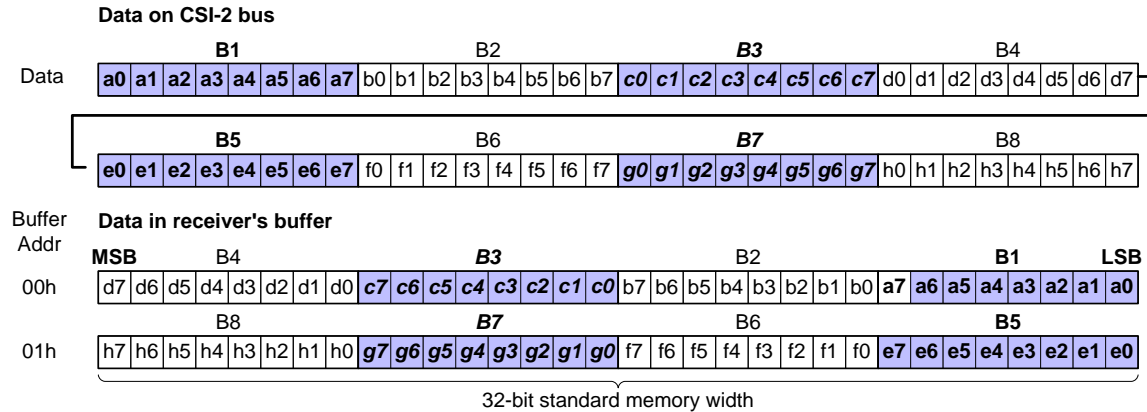 Data on CSI-2 bus
B1 B2 B3 B4
Data a0 a1 a2 a3 a4 a5 a6 a7 b0 b1 b2 b3 b4 b5 b6 b7 c0 c1 c2 c3 c4 c5 c6 c7 d0 d1 d2 d3 d4 d5 d6 d7
B5 B6 B7 B8
e0 e1 e2 e3 e4 e5 e6 e7 f0 f1 f2 f3 f4 f5 f6 f7 g0 g1 g2 g3 g4 g5 g6 g7 h0 h1 h2 h3 h4 h5 h6 h7
Buffer
Addr
Data in receiver's buffer
MSB B4 B3 B2 B1 LSB
00h d7 d6 d5 d4 d3 d2 d1 d0 c7 c6 c5 c4 c3 c2 c1 c0 b7 b6 b5 b4 b3 b2 b1 b0 a7 a6 a5 a4 a3 a2 a1 a0
B8 B7 B6 B5
01h h7 h6 h5 h4 h3 h2 h1 h0 g7 g6 g5 g4 g3 g2 g1 g0 f7 f6 f5 f4 f3 f2 f1 f0 e7 e6 e5 e4 e3 e2 e1 e0
32-bit standard memory width